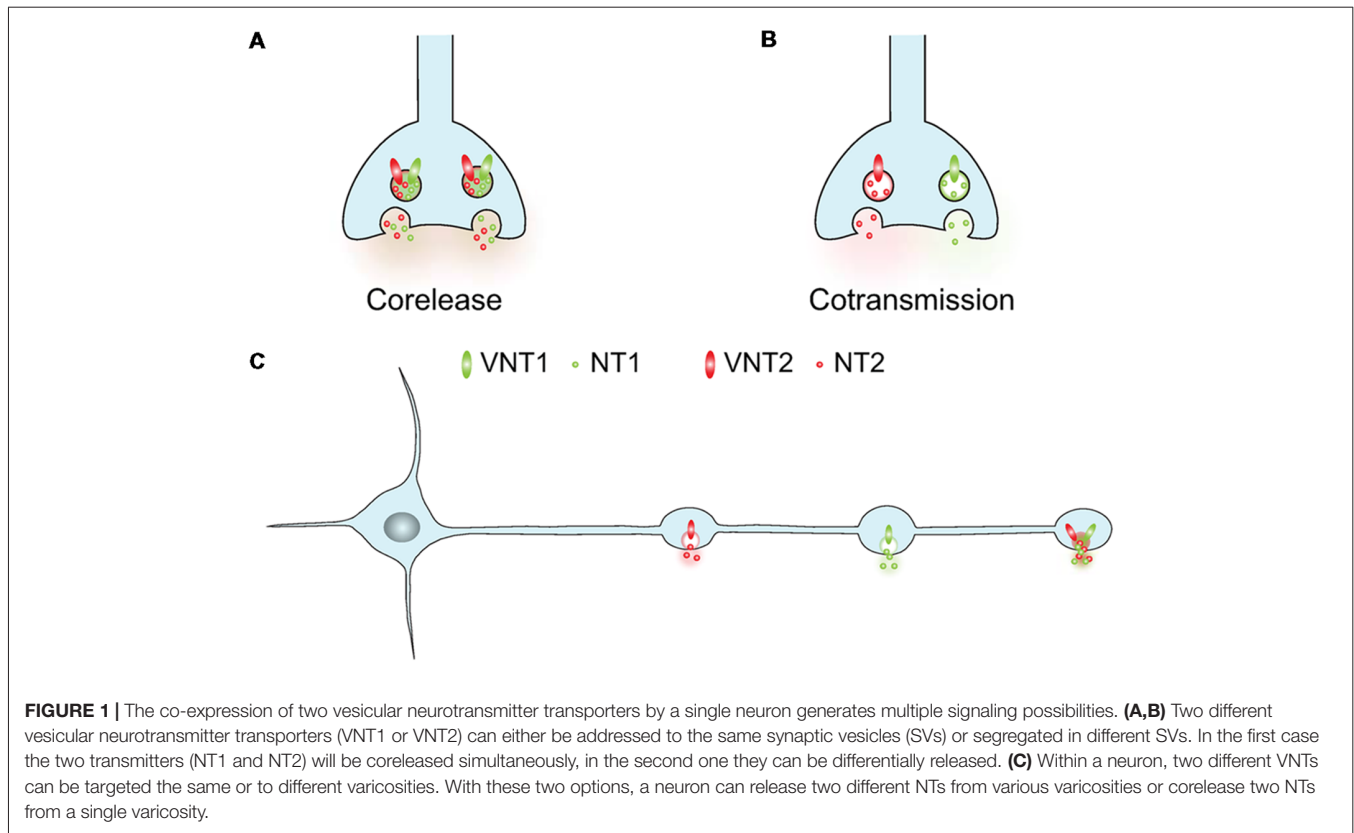 A
B
Corelease
Cotransmission
C
VNT1 NT1 VNT2 NT2
FIGURE 1 | The co-expression of two vesicular neurotransmitter transporters by a single neuron generates multiple signaling possibilities. (A,B) Two different
vesicular neurotransmitter transporters (VNT1 or VNT2) can either be addressed to the same synaptic vesicles (SVs) or segregated in different SVs. In the first case
the two transmitters (NT1 and NT2) will be coreleased simultaneously, in the second one they can be differentially released. (C) Within a neuron, two different VNTs
can be targeted the same or to different varicosities. With these two options, a neuron can release two different NTs from various varicosities or corelease two NTs
from a single varicosity.